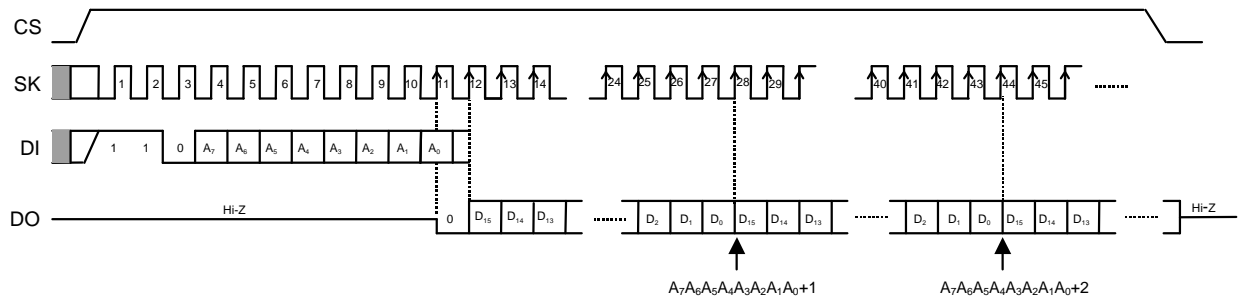 CS
SK 1 2 3 4 5 6 7 8 9 10 11 12 13 14 24 25 26 27 28 29 40 41 42 43 44 45
DI 1 1 0 A₇ A₆ A₅ A₄ A₃ A₂ A₁ A₀
DO Hi-Z 0 D₁₅ D₁₄ D₁₃ D₂ D₁ D₀ D₁₅ D₁₄ D₁₃ D₂ D₁ D₀ D₁₅ D₁₄ D₁₃ Hi-Z
A₇A₆A₅A₄A₃A₂A₁A₀+1 A₇A₆A₅A₄A₃A₂A₁A₀+2